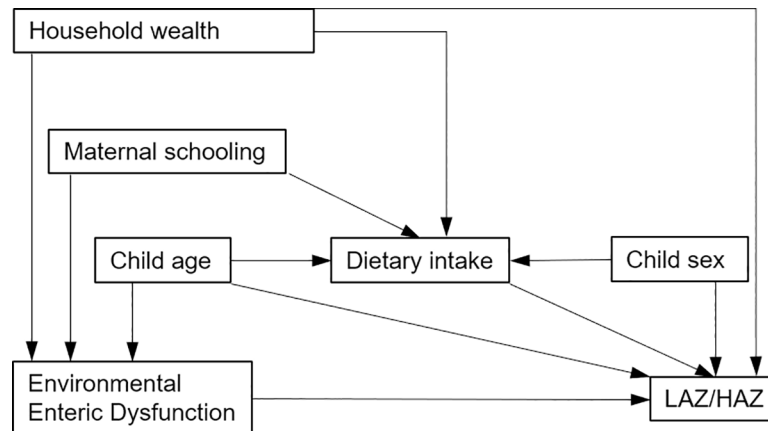 Household wealth
Maternal schooling
Child age
Dietary intake
Child sex
Environmental
Enteric Dysfunction
LAZ/HAZ